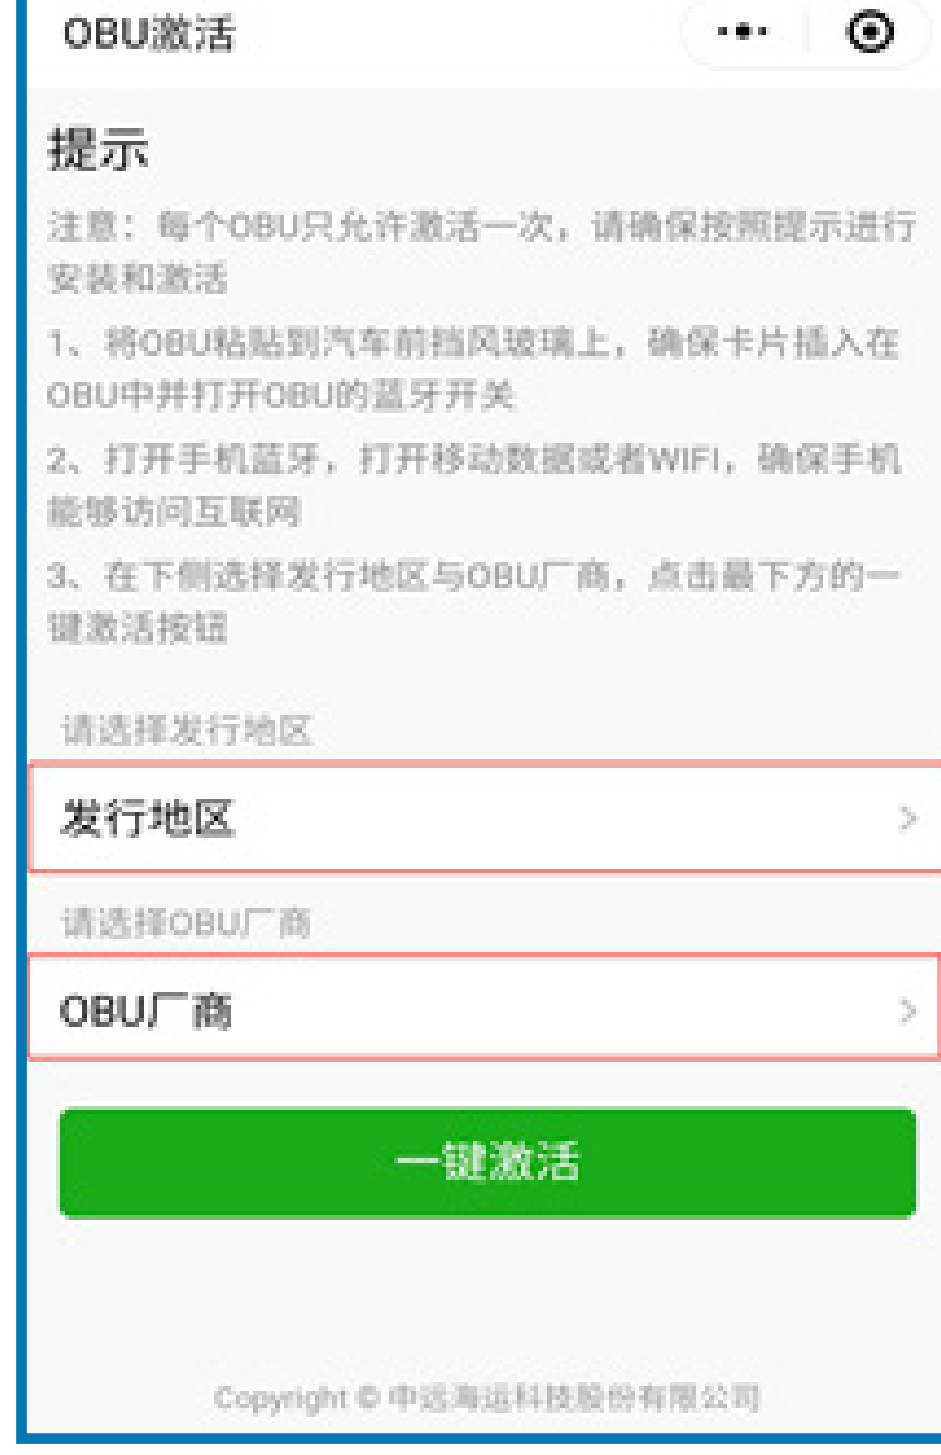 OBU激活
提示
注意：每个OBU只允许激活一次，请确保按照提示进行
安装和激活
1、将OBU粘贴到汽车前挡风玻璃上，确保卡片插入在
OBU中并打开OBU的蓝牙开关
2、打开手机蓝牙，打开移动数据或者WIFI，确保手机
能够访问互联网
3、在下侧选择发行地区与OBU厂商，点击最下方的一
键激活按钮
请选择发行地区
发行地区
请选择OBU厂商
OBU厂商
一键激活
Copyright © 中远海运科技股份有限公司